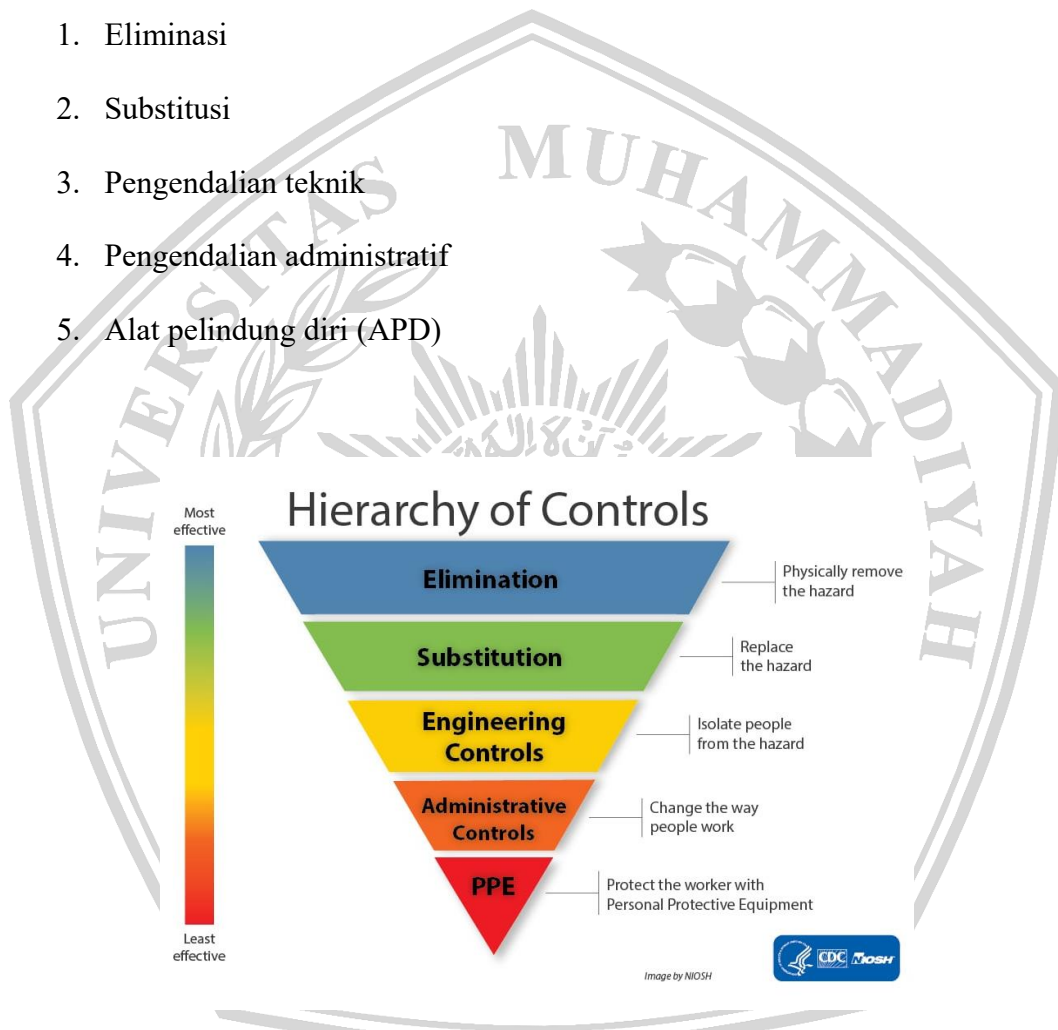 1. Eliminasi
2. Substitusi
3. Pengendalian teknik
4. Pengendalian administratif
5. Alat pelindung diri (APD)
UNIVERSITAS MUHAMMADIYAH
Hierarchy of Controls
Most
effective
Elimination
Physically remove
the hazard
Substitution
Replace
the hazard
Engineering
Controls
Isolate people
from the hazard
Administrative
Controls
Change the way
people work
PPE
Protect the worker with
Personal Protective Equipment
Least
effective
Image by NIOSH
CDC NIOSH